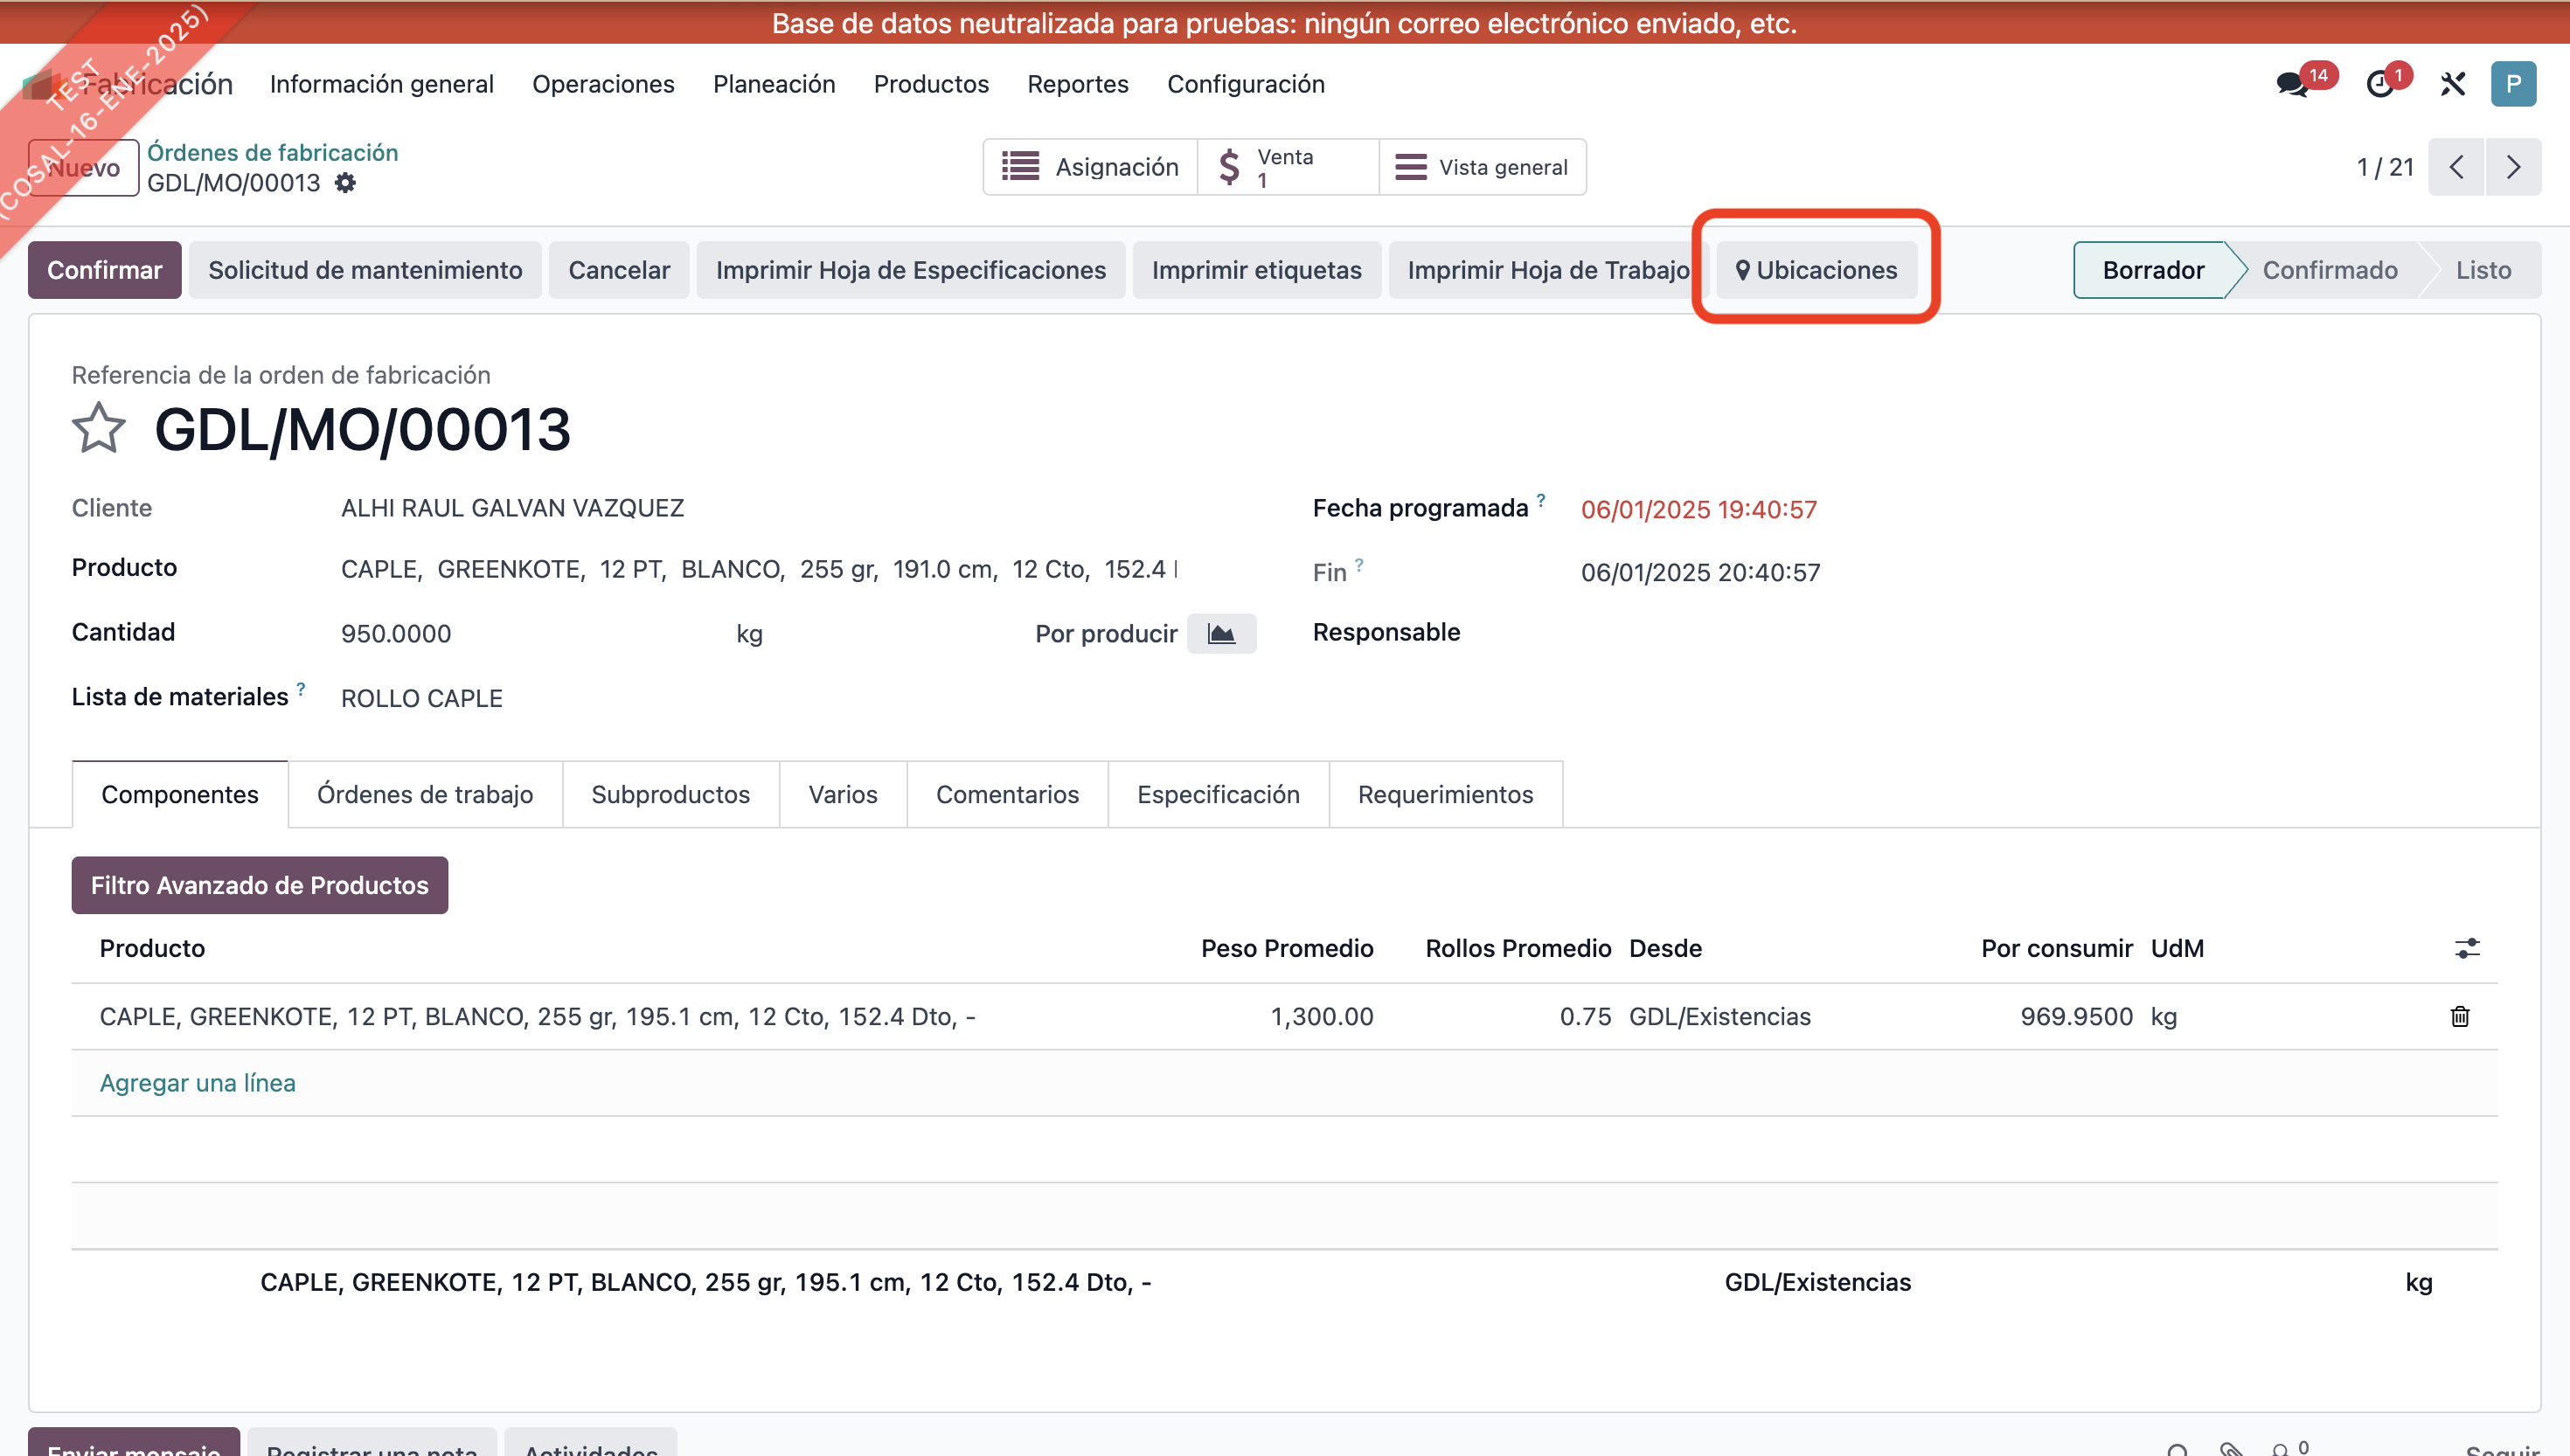 Base de datos neutralizada para pruebas: ningún correo electrónico enviado, etc.
TEST
(COSAL-16-ENE-2025)
Fabricación Información general Operaciones Planeación Productos Reportes Configuración 14 1 P
Nuevo
Órdenes de fabricación
GDL/MO/00013
Asignación
Venta
1
Vista general
1 / 21
Confirmar Solicitud de mantenimiento Cancelar Imprimir Hoja de Especificaciones Imprimir etiquetas Imprimir Hoja de Trabajo Ubicaciones Borrador Confirmado Listo
Referencia de la orden de fabricación
GDL/MO/00013
Cliente ALHI RAUL GALVAN VAZQUEZ
Fecha programada ? 06/01/2025 19:40:57
Producto CAPLE, GREENKOTE, 12 PT, BLANCO, 255 gr, 191.0 cm, 12 Cto, 152.4
Fin ? 06/01/2025 20:40:57
Cantidad 950.0000 kg Por producir
Responsable
Lista de materiales ? ROLLO CAPLE
Componentes Órdenes de trabajo Subproductos Varios Comentarios Especificación Requerimientos
Filtro Avanzado de Productos
Producto Peso Promedio Rollos Promedio Desde Por consumir UdM
CAPLE, GREENKOTE, 12 PT, BLANCO, 255 gr, 195.1 cm, 12 Cto, 152.4 Dto, - 1,300.00 0.75 GDL/Existencias 969.9500 kg
Agregar una línea
CAPLE, GREENKOTE, 12 PT, BLANCO, 255 gr, 195.1 cm, 12 Cto, 152.4 Dto, - GDL/Existencias kg
Enviar mensaje Registrar una nota Actividades 0 Seguir